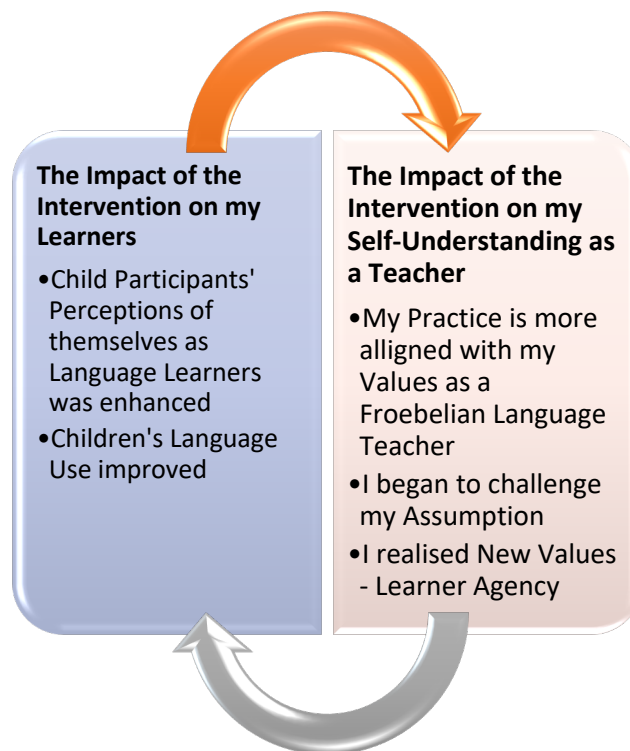 The Impact of the
Intervention on my
Learners
•Child Participants'
Perceptions of
themselves as
Language Learners
was enhanced
•Children's Language
Use improved
The Impact of the
Intervention on my
Self-Understanding as
a Teacher
•My Practice is more
alligned with my
Values as a
Froebelian Language
Teacher
•I began to challenge
my Assumption
•I realised New Values
- Learner Agency